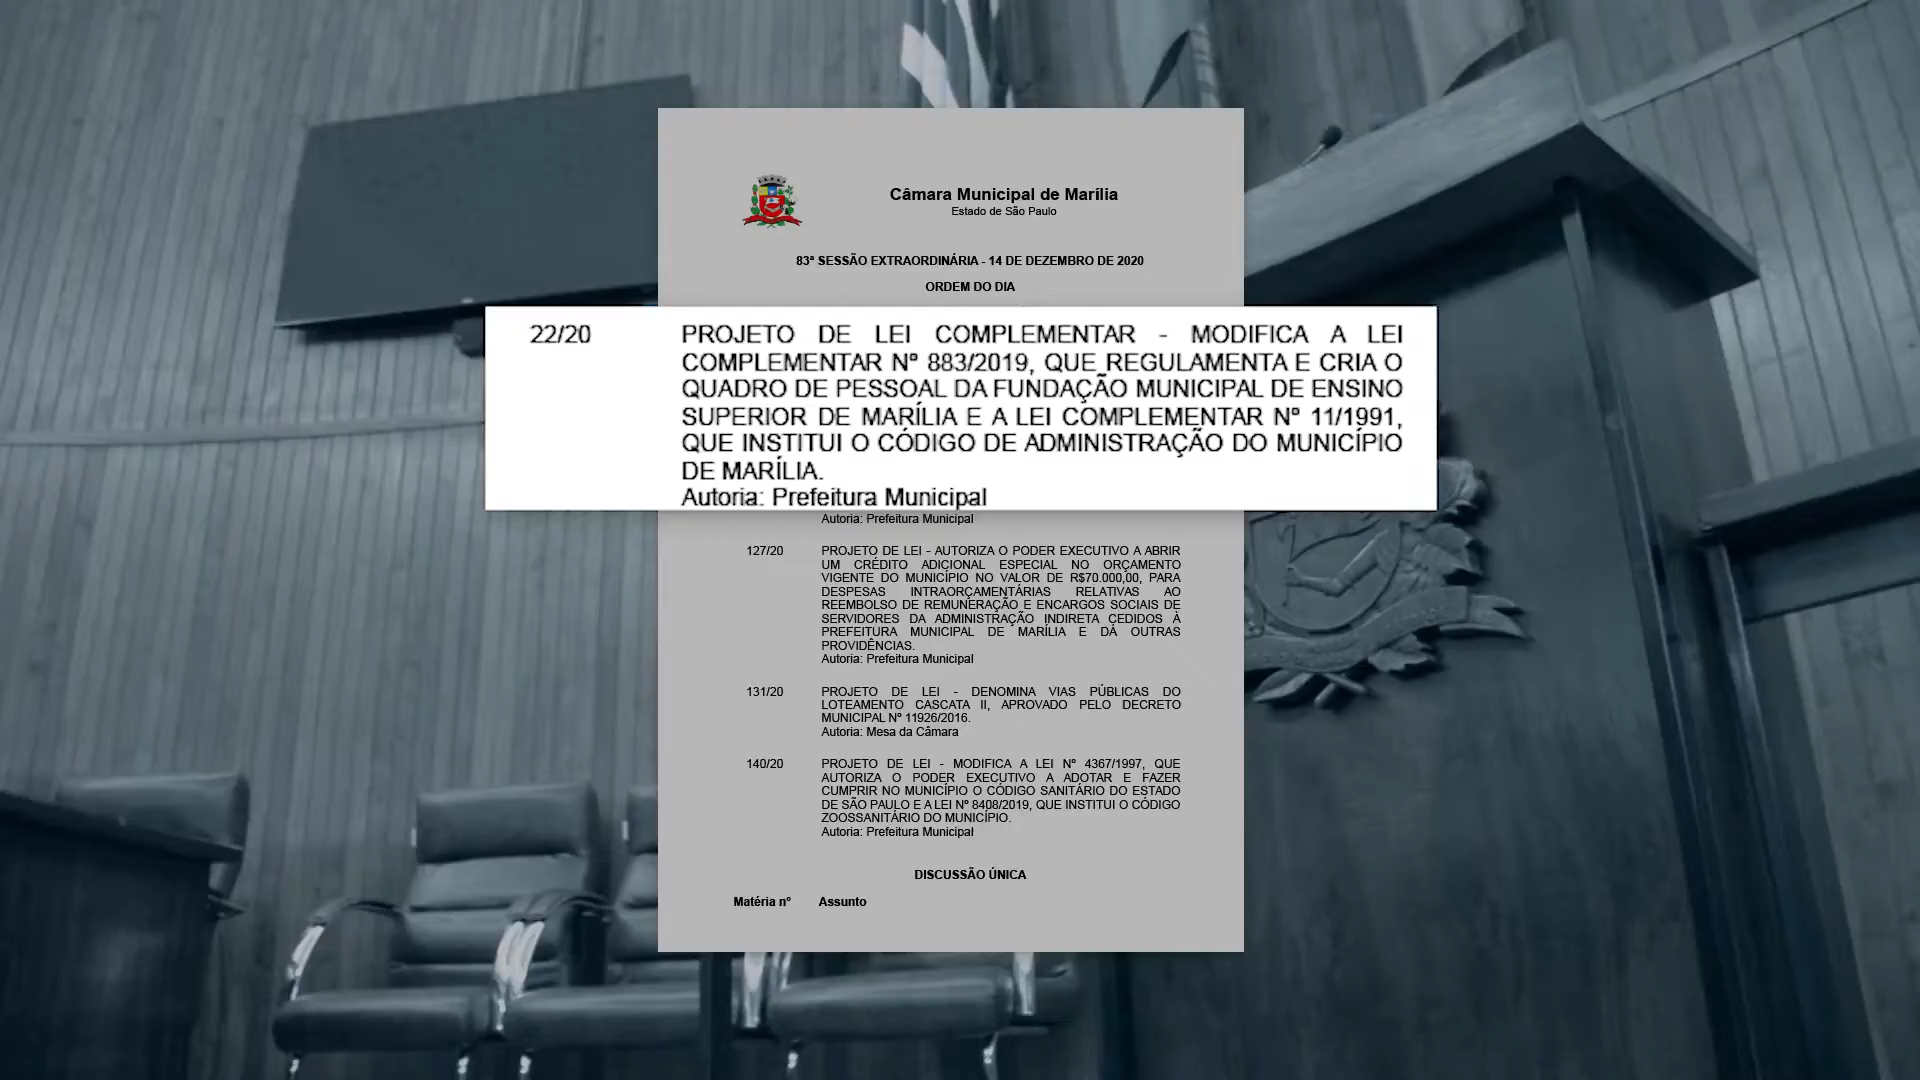 Câmara Municipal de Marília
Estado de São Paulo
83ª SESSÃO EXTRAORDINÁRIA - 14 DE DEZEMBRO DE 2020
ORDEM DO DIA
22/20 PROJETO DE LEI COMPLEMENTAR - MODIFICA A LEI
COMPLEMENTAR Nº 883/2019, QUE REGULAMENTA E CRIA O
QUADRO DE PESSOAL DA FUNDAÇÃO MUNICIPAL DE ENSINO
SUPERIOR DE MARÍLIA E A LEI COMPLEMENTAR Nº 11/1991,
QUE INSTITUI O CÓDIGO DE ADMINISTRAÇÃO DO MUNICÍPIO
DE MARÍLIA.
Autoria: Prefeitura Municipal
Autoria: Prefeitura Municipal
127/20 PROJETO DE LEI - AUTORIZA O PODER EXECUTIVO A ABRIR
UM CRÉDITO ADICIONAL ESPECIAL NO ORÇAMENTO
VIGENTE DO MUNICÍPIO NO VALOR DE R$70.000,00, PARA
DESPESAS INTRAORÇAMENTÁRIAS RELATIVAS AO
REEMBOLSO DE REMUNERAÇÃO E ENCARGOS SOCIAIS DE
SERVIDORES DA ADMINISTRAÇÃO INDIRETA CEDIDOS À
PREFEITURA MUNICIPAL DE MARÍLIA E DÁ OUTRAS
PROVIDÊNCIAS.
Autoria: Prefeitura Municipal
131/20 PROJETO DE LEI - DENOMINA VIAS PÚBLICAS DO
LOTEAMENTO CASCATA II, APROVADO PELO DECRETO
MUNICIPAL Nº 11926/2016.
Autoria: Mesa da Câmara
140/20 PROJETO DE LEI - MODIFICA A LEI Nº 4367/1997, QUE
AUTORIZA O PODER EXECUTIVO A ADOTAR E FAZER
CUMPRIR NO MUNICÍPIO O CÓDIGO SANITÁRIO DO ESTADO
DE SÃO PAULO E A LEI Nº 8408/2019, QUE INSTITUI O CÓDIGO
ZOOSSANITÁRIO DO MUNICÍPIO.
Autoria: Prefeitura Municipal
DISCUSSÃO ÚNICA
Matéria nº Assunto